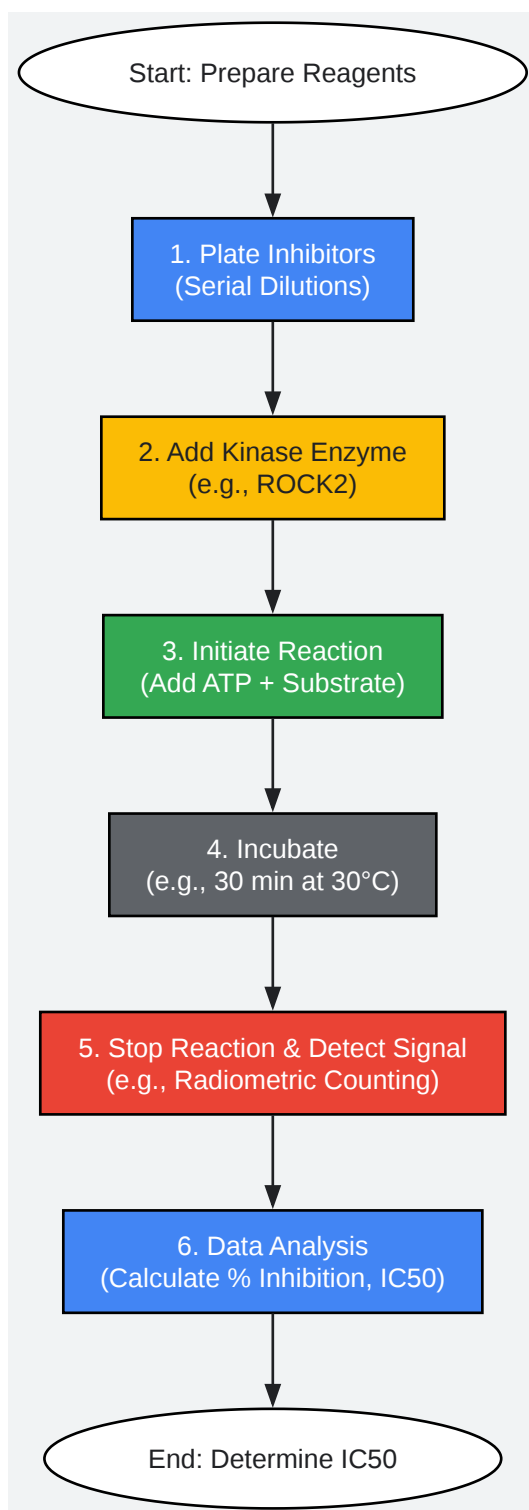 Start: Prepare Reagents
1. Plate Inhibitors
(Serial Dilutions)
2. Add Kinase Enzyme
(e.g., ROCK2)
3. Initiate Reaction
(Add ATP + Substrate)
4. Incubate
(e.g., 30 min at 30°C)
5. Stop Reaction & Detect Signal
(e.g., Radiometric Counting)
6. Data Analysis
(Calculate % Inhibition, IC50)
End: Determine IC50